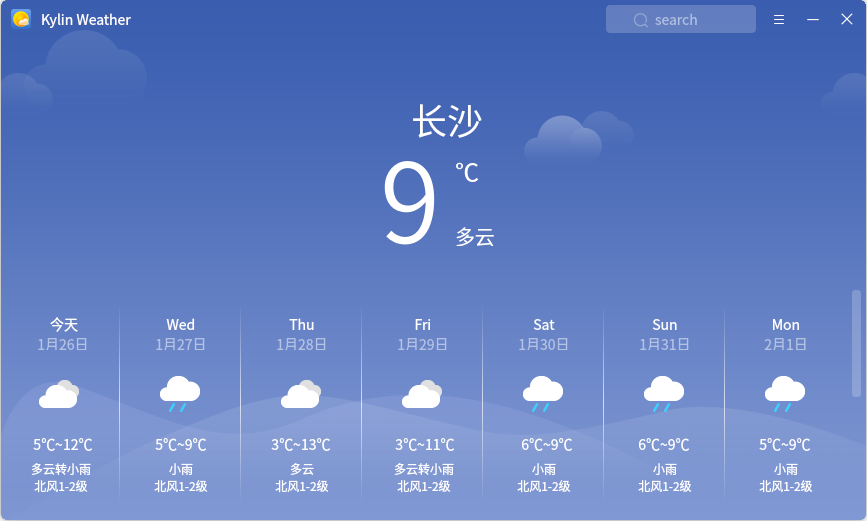 Kylin Weather
search
长沙
9
℃
多云
今天 Wed Thu Fri Sat Sun Mon
1月26日 1月27日 1月28日 1月29日 1月30日 1月31日 2月1日
5℃~12℃ 5℃~9℃ 3℃~13℃ 3℃~11℃ 6℃~9℃ 6℃~9℃ 5℃~9℃
多云转小雨 小雨 多云 多云转小雨 小雨 小雨 小雨
北风1-2级 北风1-2级 北风1-2级 北风1-2级 北风1-2级 北风1-2级 北风1-2级